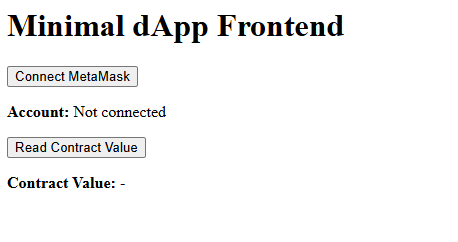 Minimal dApp Frontend
Connect MetaMask
Account: Not connected
Read Contract Value
Contract Value: -